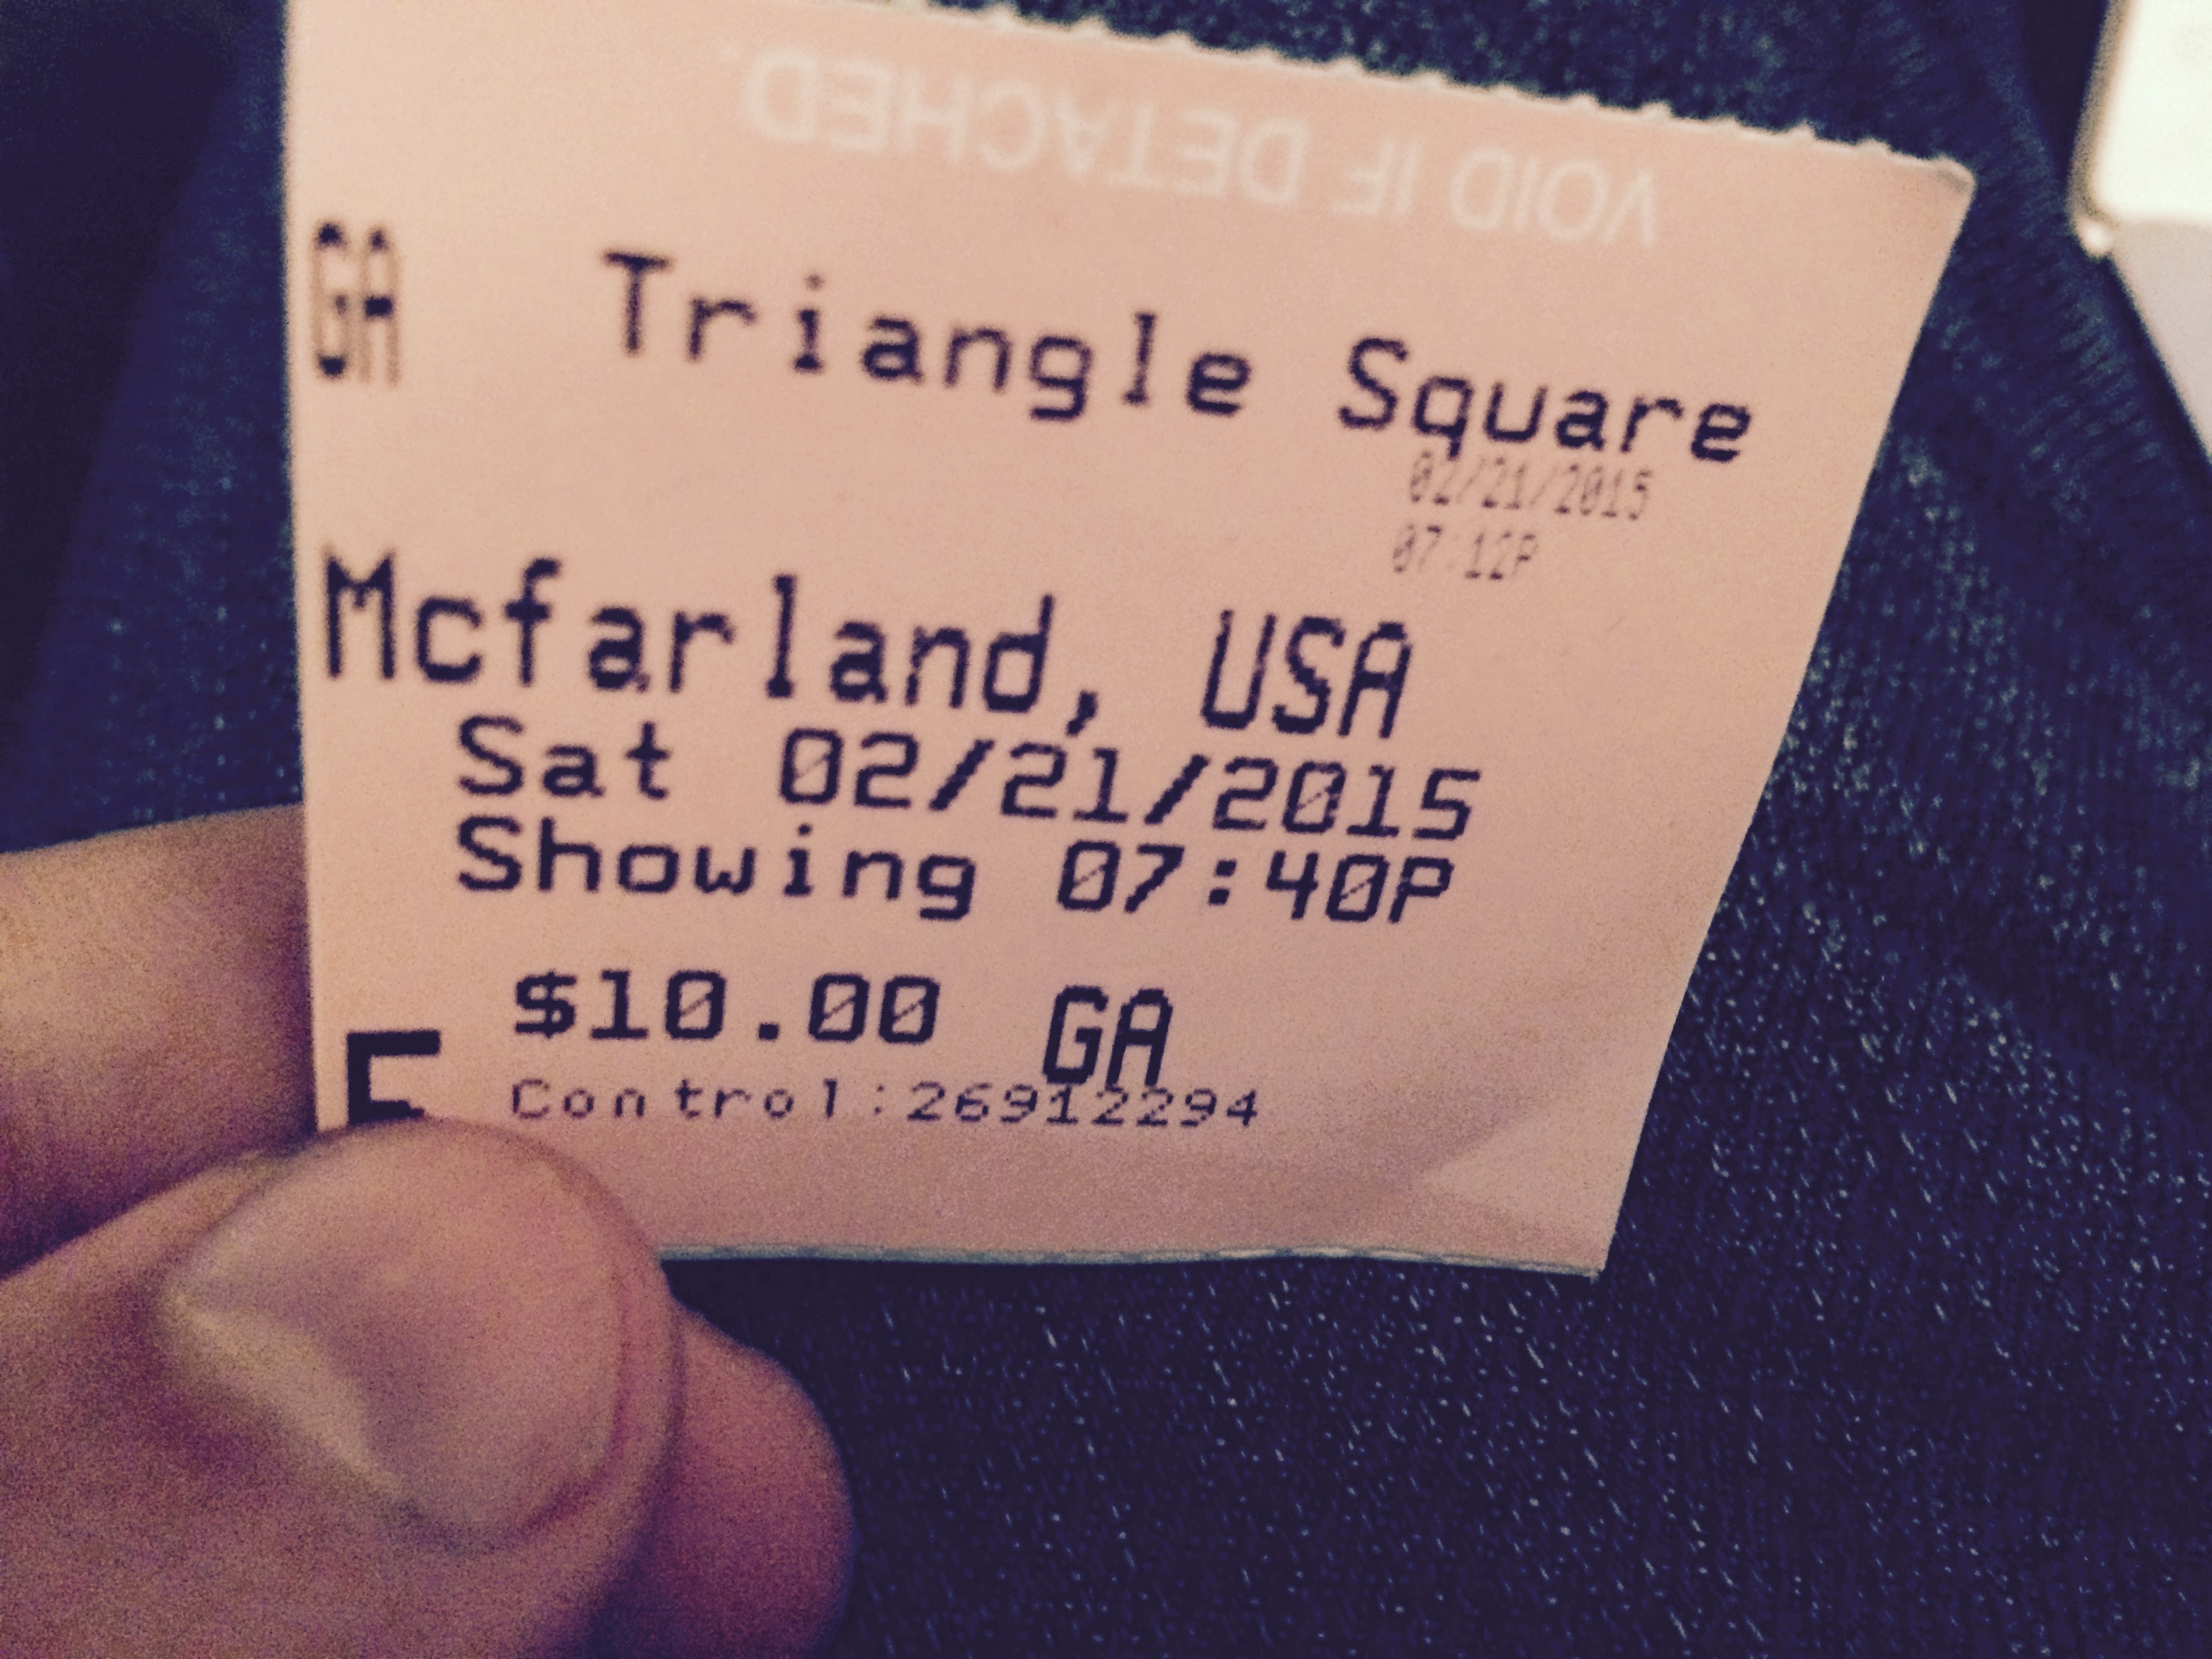 VOID IF DETACHED.
GA Triangle Square
02/21/2015
07:12P
Mcfarland, USA
Sat 02/21/2015
Showing 07:40P
$10.00 GA
Control:26912294